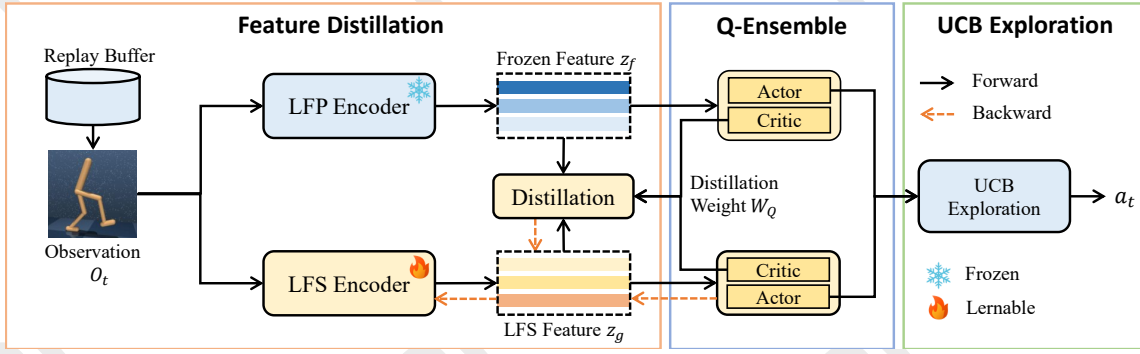 Feature Distillation
Q-Ensemble
UCB Exploration
Replay Buffer
Frozen Feature z_f
LFP Encoder
Actor
Critic
Forward
Backward
Distillation
Distillation
Weight W_Q
UCB
Exploration
a_t
Observation
O_t
LFS Encoder
Critic
Actor
Frozen
Lernable
LFS Feature z_g